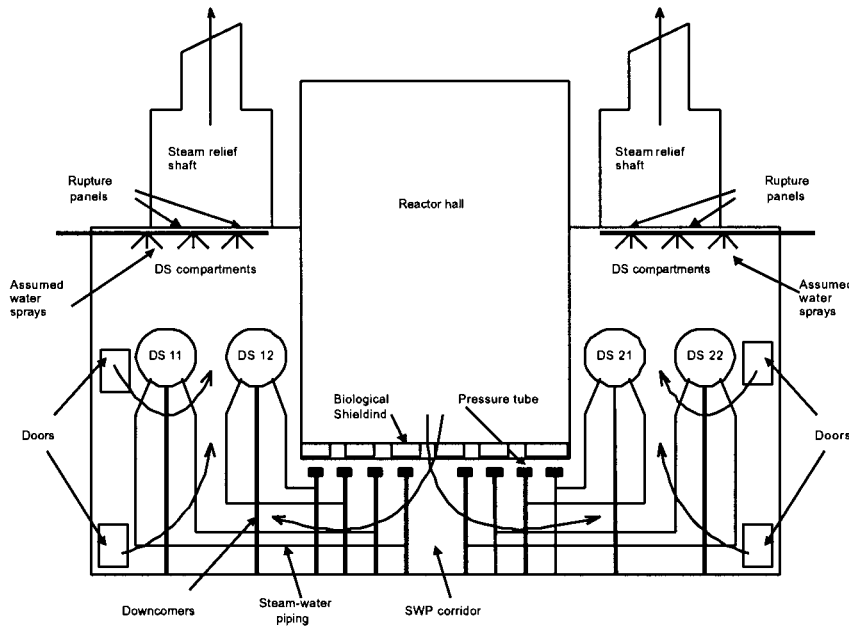 Steam relief
shaft
Steam relief
shaft
Rupture
panels
Reactor hall
Rupture
panels
Assumed
water
sprays
DS compartments
DS compartments
Assumed
water
sprays
DS 11
DS 12
DS 21
DS 22
Biological
Shieldind
Pressure tube
Doors
Doors
Downcomers
Steam-water
piping
SWP corridor